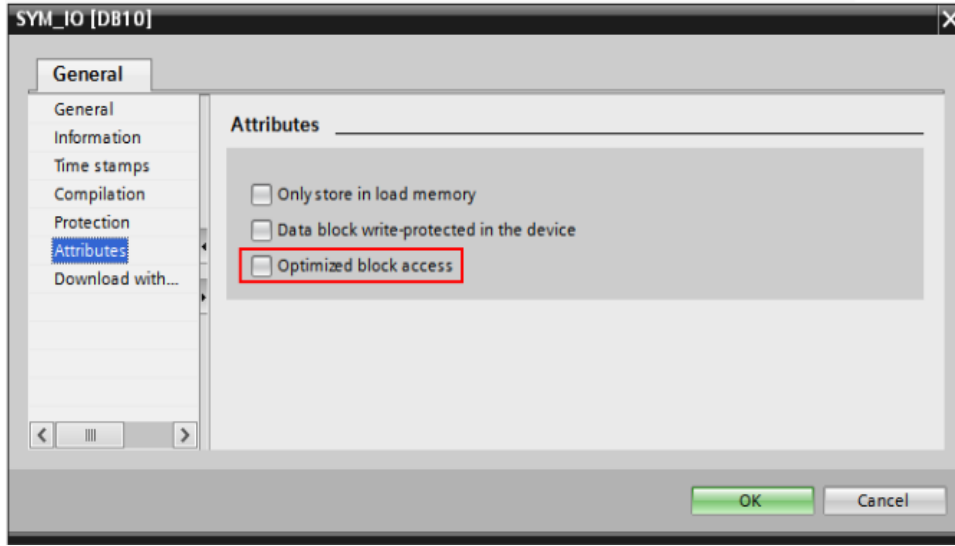 SYM_IO [DB10]
General
General
Information
Time stamps
Compilation
Protection
Attributes
Download with...
Attributes
Only store in load memory
Data block write-protected in the device
Optimized block access
OK
Cancel